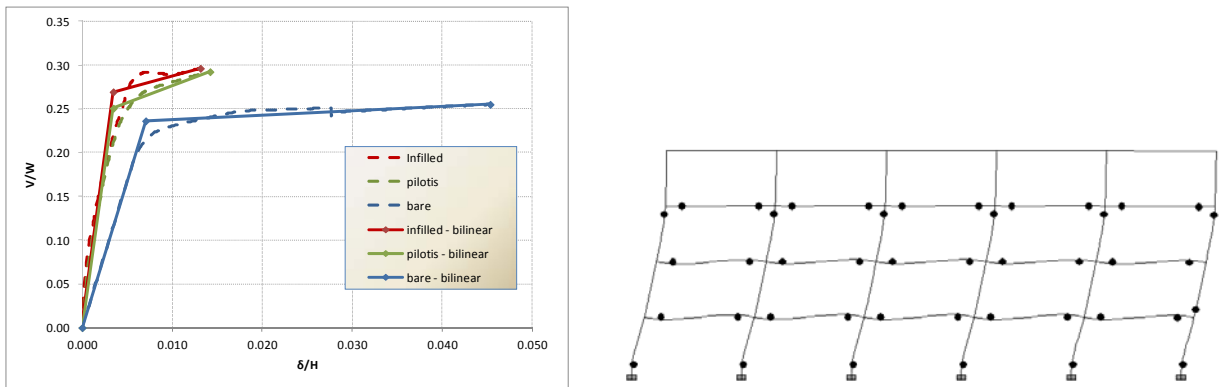 0.35
0.30
0.25
0.20
0.15
0.10
0.05
0.00
V/W
0.000
0.010
0.020
0.030
0.040
0.050
δ/H
Infilled
pilotis
bare
infilled - bilinear
pilotis - bilinear
bare - bilinear